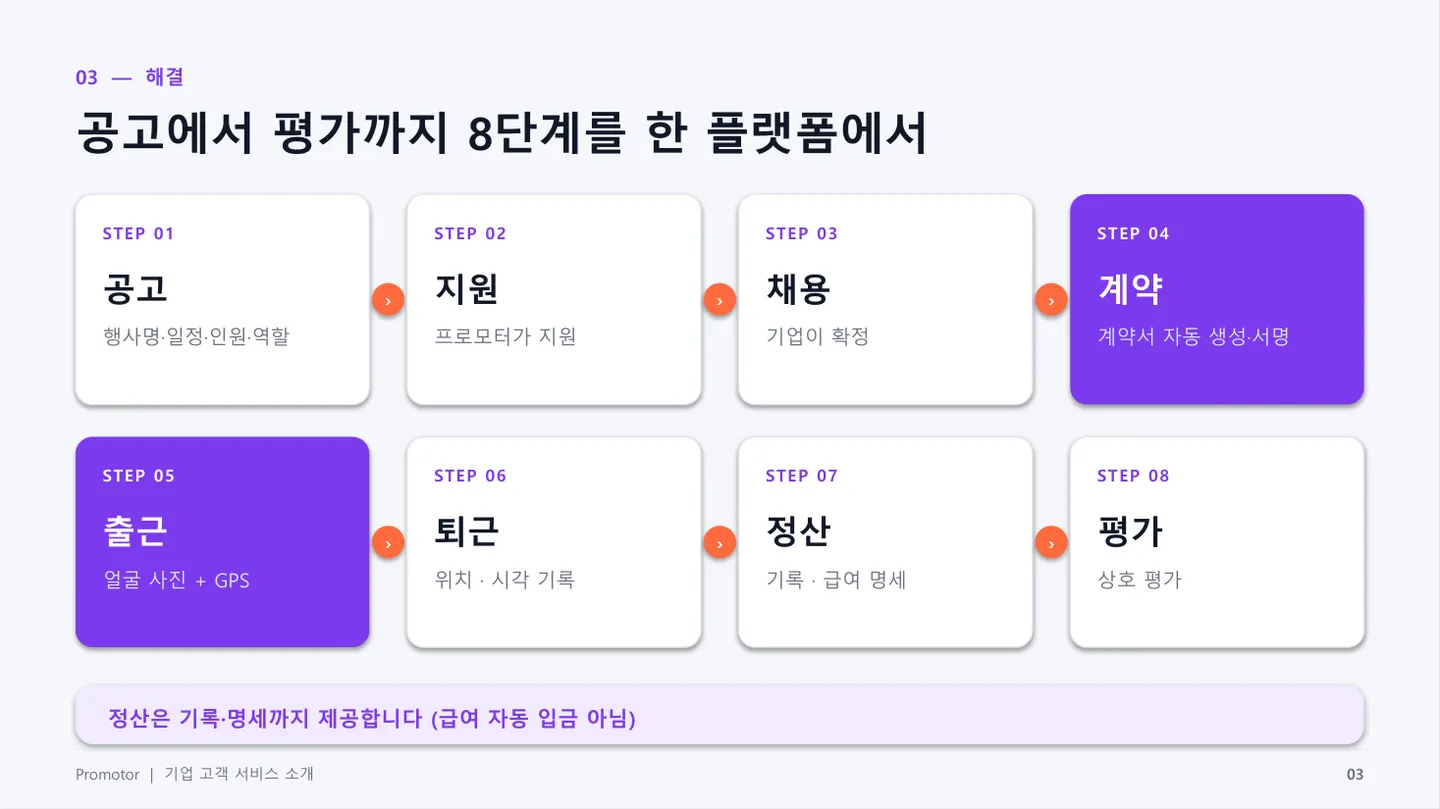 03 — 해결
공고에서 평가까지 8단계를 한 플랫폼에서
STEP 01
공고
행사명·일정·인원·역할
›
STEP 02
지원
프로모터가 지원
›
STEP 03
채용
기업이 확정
›
STEP 04
계약
계약서 자동 생성·서명
STEP 05
출근
얼굴 사진 + GPS
›
STEP 06
퇴근
위치 · 시각 기록
›
STEP 07
정산
기록 · 급여 명세
›
STEP 08
평가
상호 평가
정산은 기록·명세까지 제공합니다 (급여 자동 입금 아님)
Promotor | 기업 고객 서비스 소개
03